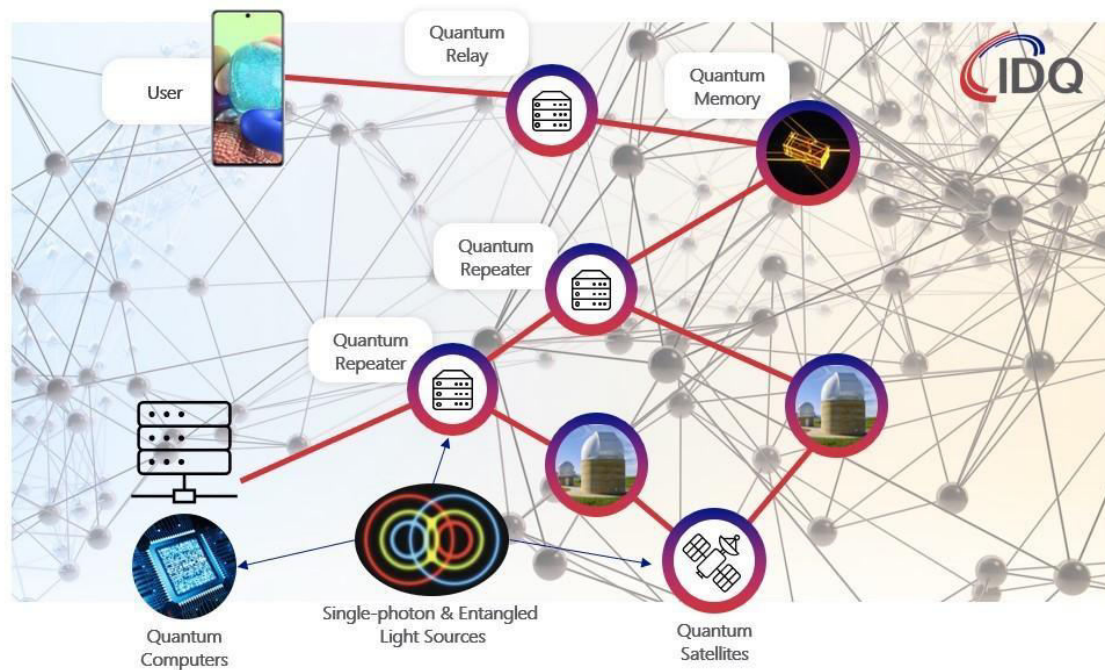 Quantum
Relay
User
Quantum
Memory
IDQ
Quantum
Repeater
Quantum
Repeater
Single-photon & Entangled
Light Sources
Quantum
Computers
Quantum
Satellites